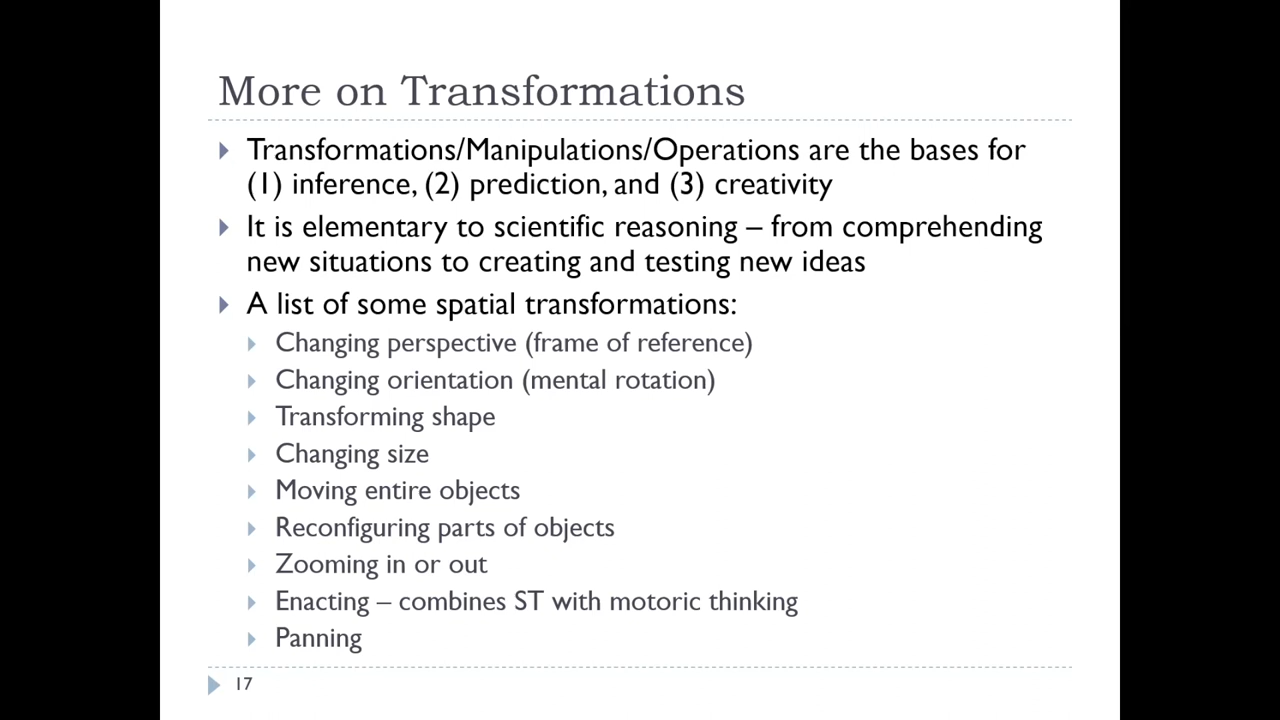 More on Transformations
Transformations/Manipulations/Operations are the bases for
(1) inference, (2) prediction, and (3) creativity
It is elementary to scientific reasoning – from comprehending
new situations to creating and testing new ideas
A list of some spatial transformations:
Changing perspective (frame of reference)
Changing orientation (mental rotation)
Transforming shape
Changing size
Moving entire objects
Reconfiguring parts of objects
Zooming in or out
Enacting – combines ST with motoric thinking
Panning
17